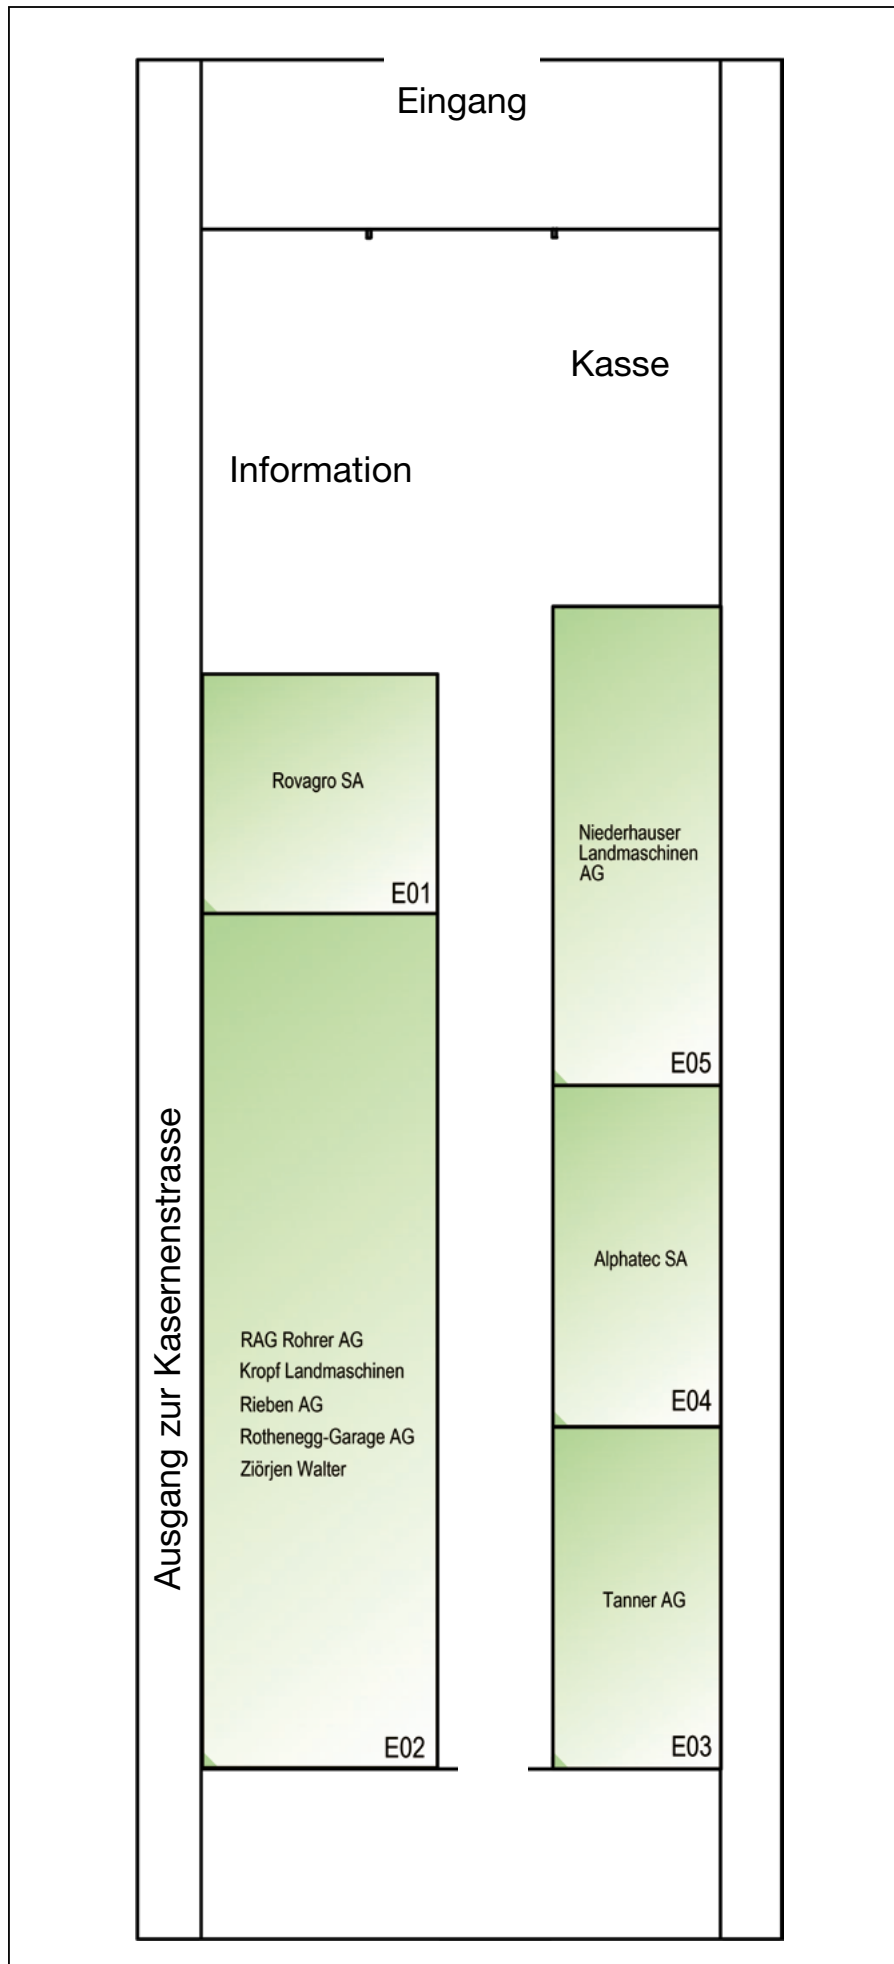 Eingang
Kasse
Information
Rovagro SA
E01
Niederhauser
Landmaschinen
AG
E05
Ausgang zur Kasernenstrasse
RAG Rohrer AG
Kropf Landmaschinen
Rieben AG
Rothenegg-Garage AG
Ziörjen Walter
E02
Alphatec SA
E04
Tanner AG
E03